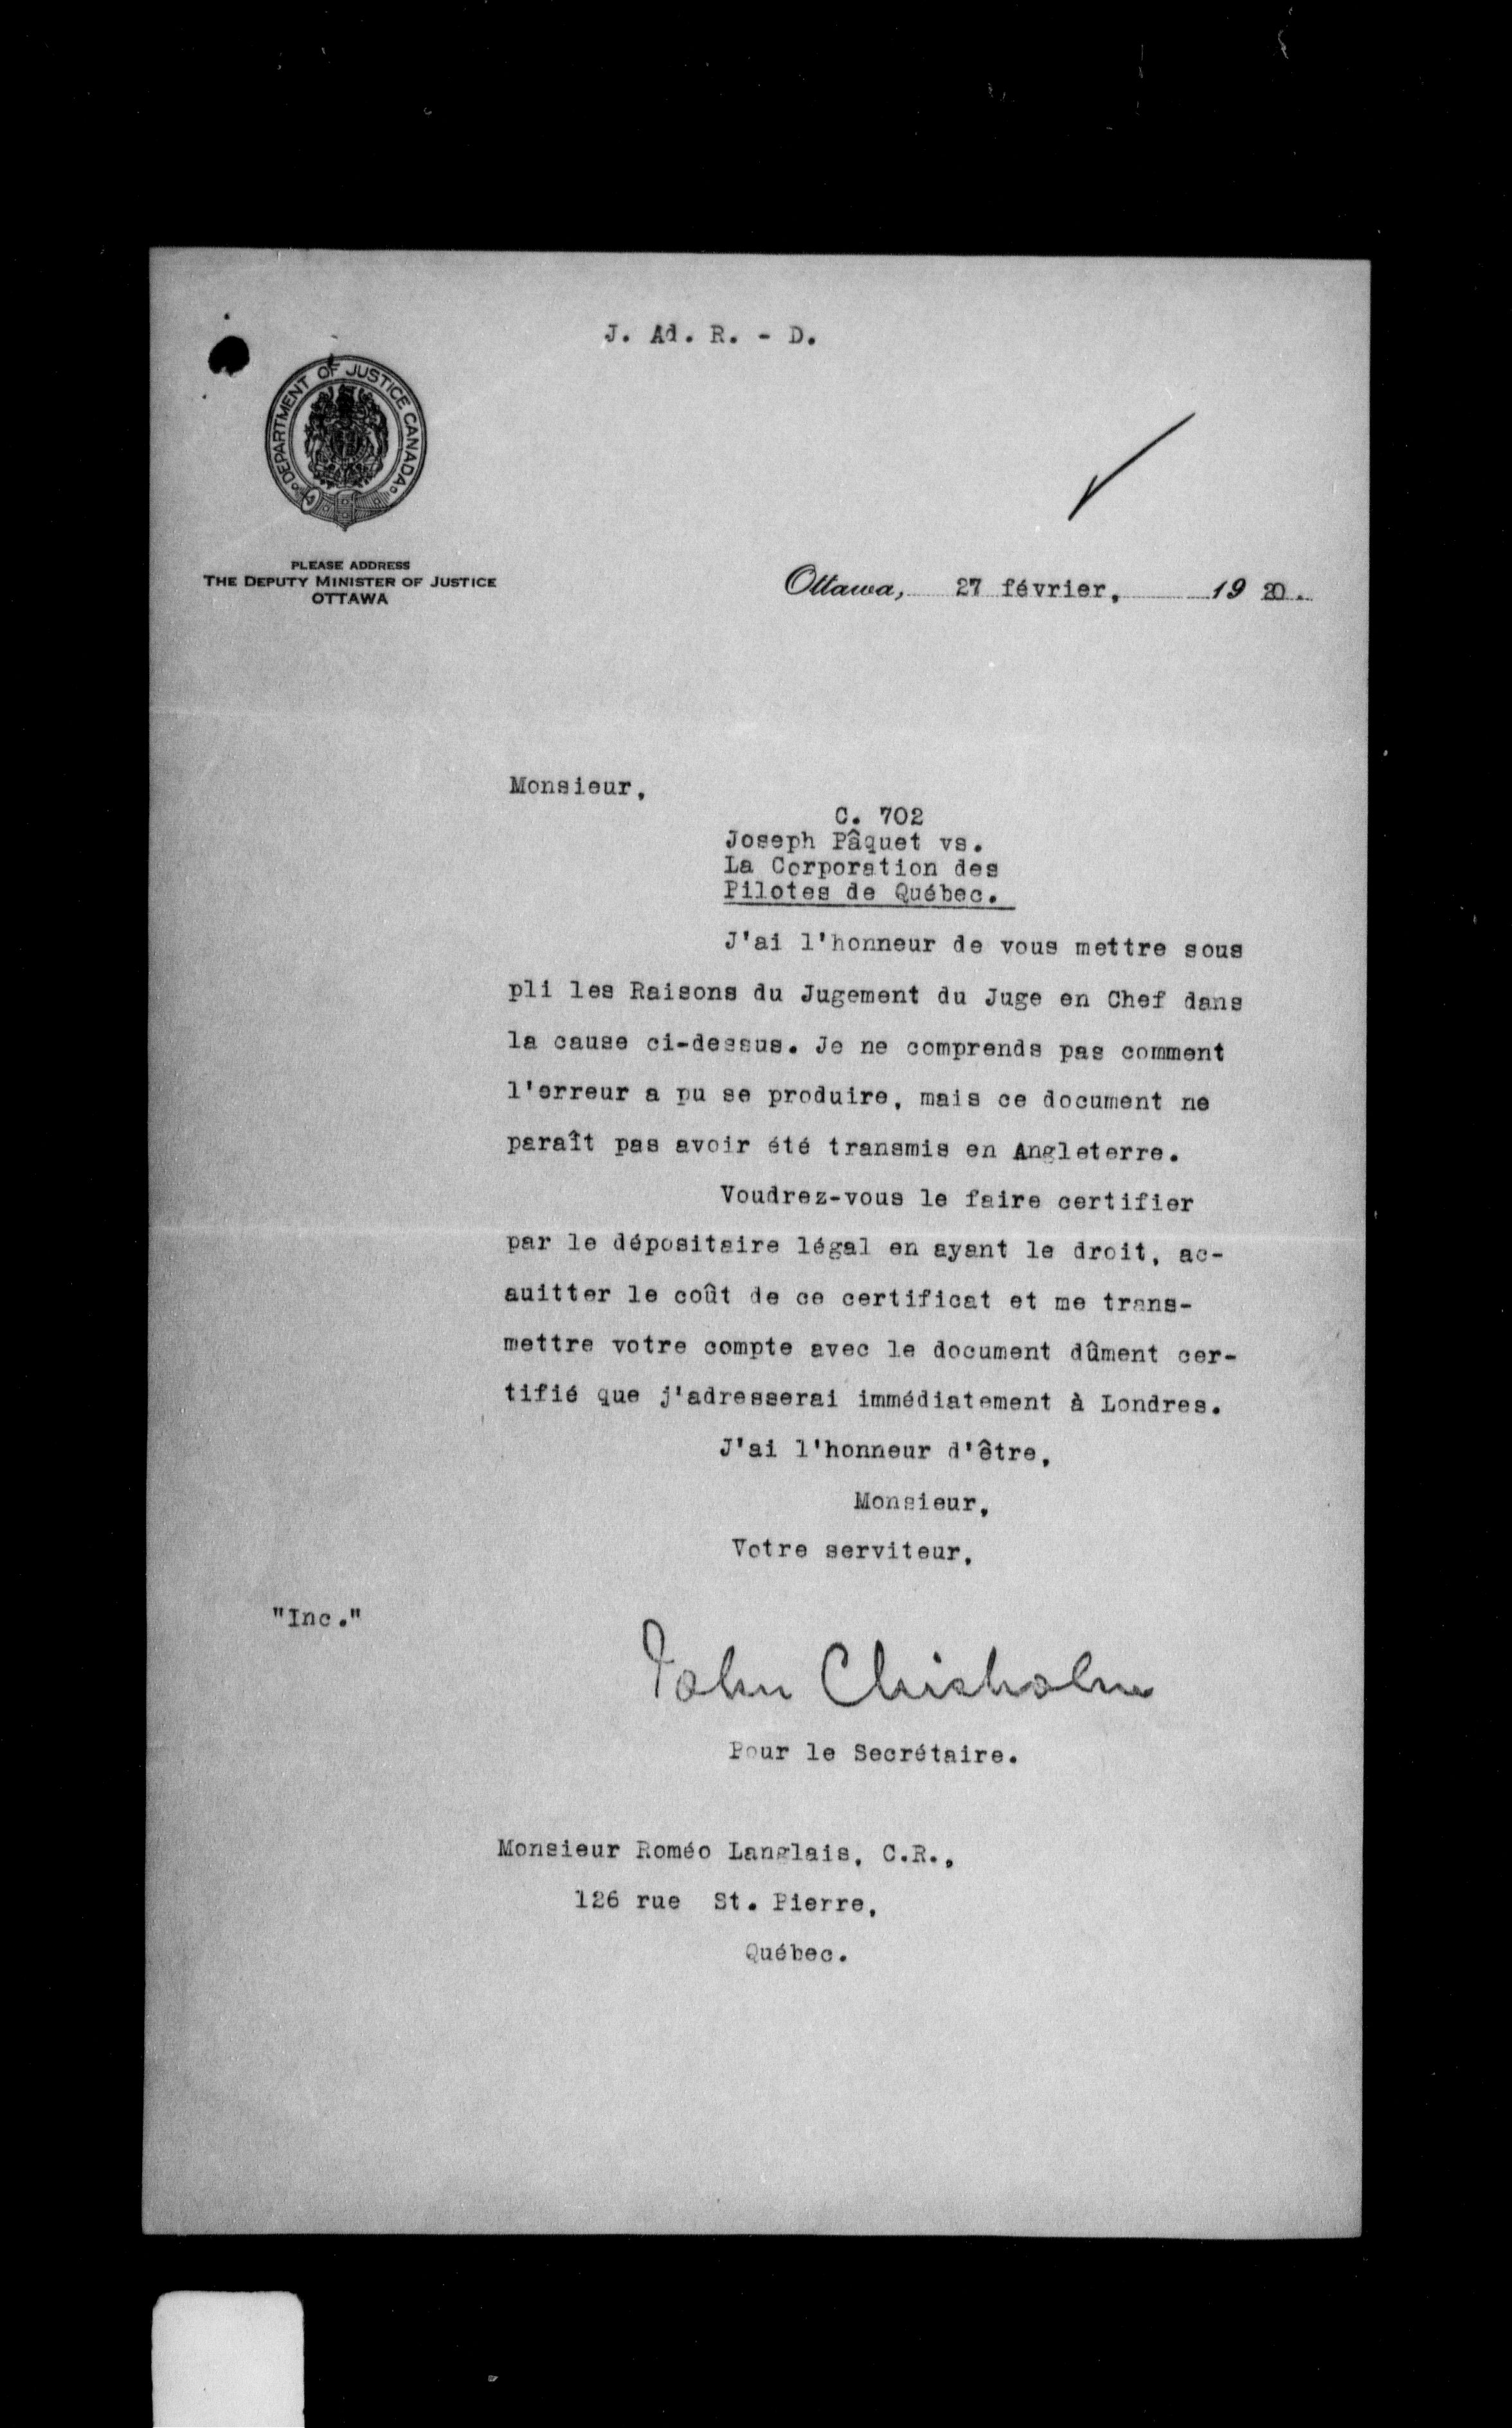 J. Ad. R. - D.
DEPARTMENT OF JUSTICE CANADA
PLEASE ADDRESS
THE DEPUTY MINISTER OF JUSTICE
OTTAWA
Ottawa, 27 février, 19 20.
Monsieur,
C. 702
Joseph Pâquet vs.
La Corporation des
Pilotes de Québec.
J'ai l'honneur de vous mettre sous
pli les Raisons du Jugement du Juge en Chef dans
la cause ci-dessus. Je ne comprends pas comment
l'erreur a pu se produire, mais ce document ne
paraît pas avoir été transmis en Angleterre.
Voudrez-vous le faire certifier
par le dépositaire légal en ayant le droit, ac-
auitter le coût de ce certificat et me trans-
mettre votre compte avec le document dûment cer-
tifié que j'adresserai immédiatement à Londres.
J'ai l'honneur d'être,
Monsieur,
Votre serviteur,
"Inc."
John Chisholm
Pour le Secrétaire.
Monsieur Roméo Langlais, C.R.,
126 rue St. Pierre,
Québec.